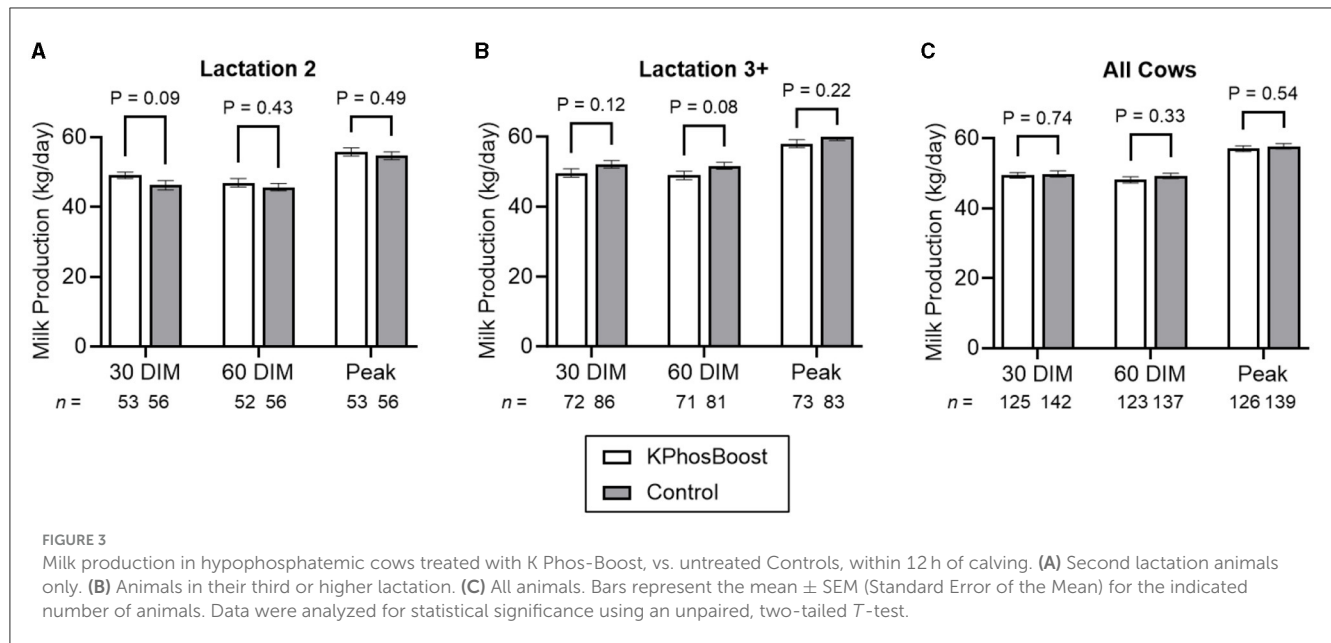 A
Lactation 2
P = 0.09
P = 0.43
P = 0.49
Milk Production (kg/day)
60
40
20
0
30 DIM 60 DIM Peak
n = 53 56 52 56 53 56
B
Lactation 3+
P = 0.12
P = 0.08
P = 0.22
Milk Production (kg/day)
60
40
20
0
30 DIM 60 DIM Peak
n = 72 86 71 81 73 83
C
All Cows
P = 0.74
P = 0.33
P = 0.54
Milk Production (kg/day)
60
40
20
0
30 DIM 60 DIM Peak
n = 125 142 123 137 126 139
KPhosBoost
Control
FIGURE 3
Milk production in hypophosphatemic cows treated with K Phos-Boost, vs. untreated Controls, within 12 h of calving. (A) Second lactation animals
only. (B) Animals in their third or higher lactation. (C) All animals. Bars represent the mean ± SEM (Standard Error of the Mean) for the indicated
number of animals. Data were analyzed for statistical significance using an unpaired, two-tailed T-test.